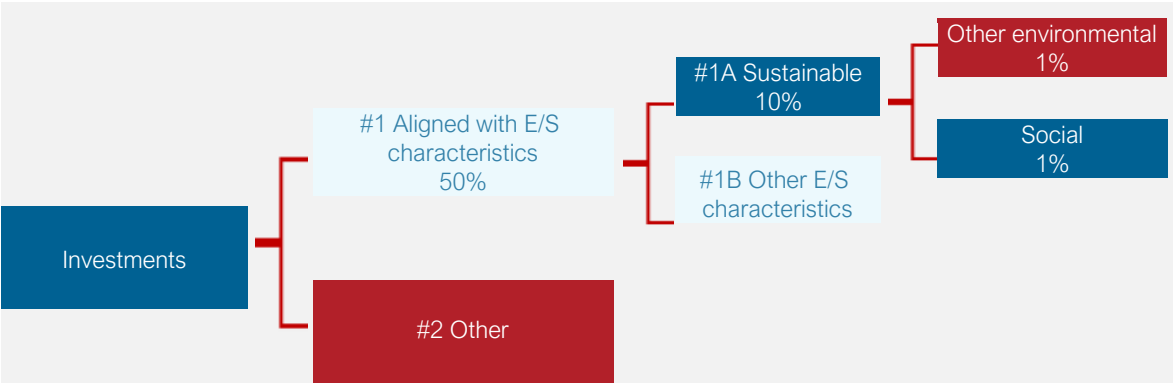 Other environmental
1%
#1A Sustainable
10%
#1 Aligned with E/S
characteristics
50%
Social
1%
#1B Other E/S
characteristics
Investments
#2 Other